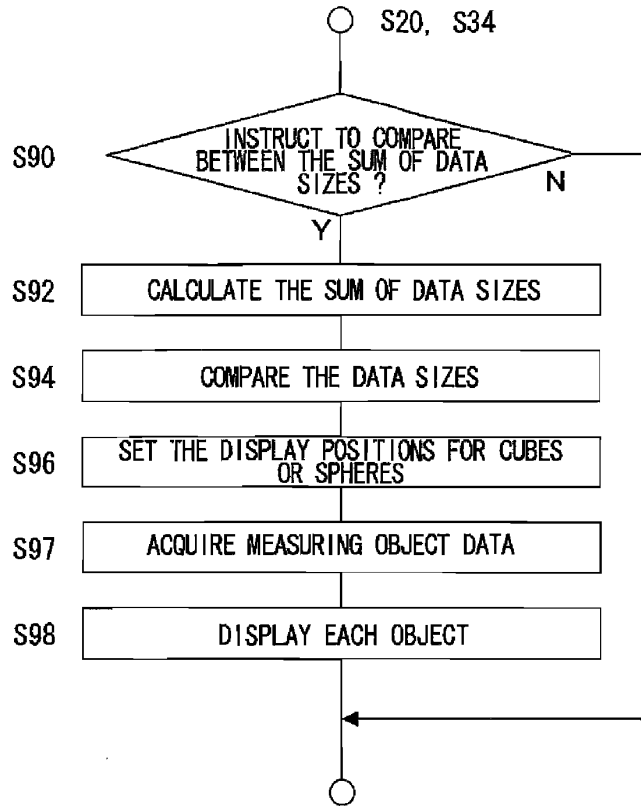 S20, S34
S90
INSTRUCT TO COMPARE
BETWEEN THE SUM OF DATA
SIZES ?
N
Y
S92
CALCULATE THE SUM OF DATA SIZES
S94
COMPARE THE DATA SIZES
S96
SET THE DISPLAY POSITIONS FOR CUBES
OR SPHERES
S97
ACQUIRE MEASURING OBJECT DATA
S98
DISPLAY EACH OBJECT